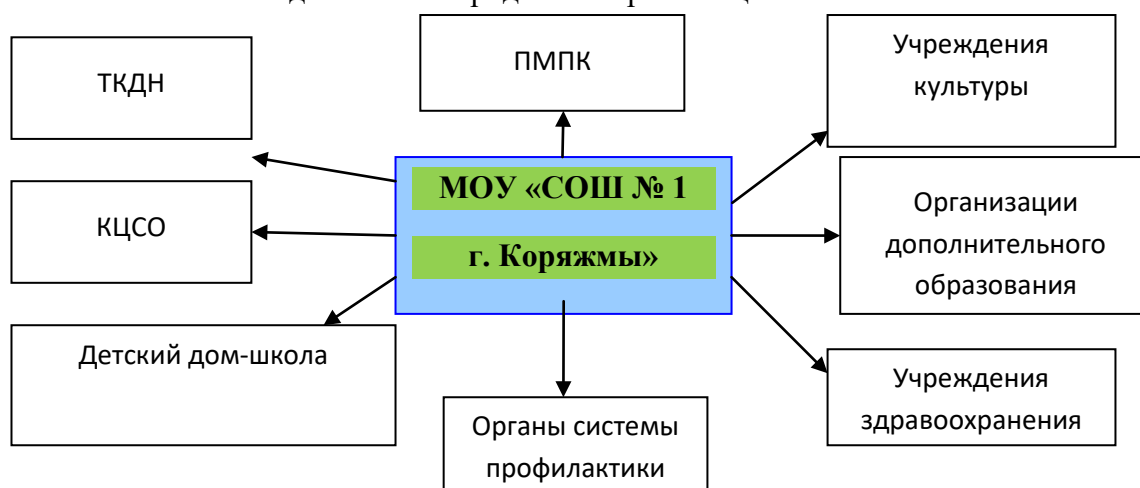 ТКДН
ПМПК
Учреждения
культуры
МОУ «СОШ № 1
г. Коряжмы»
КЦСО
Организации
дополнительного
образования
Детский дом-школа
Органы системы
профилактики
Учреждения
здравоохранения